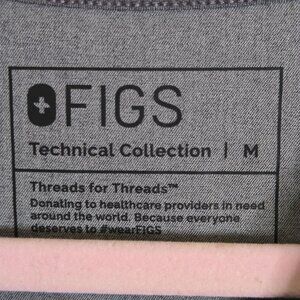 FIGS
Technical Collection | M
Threads for Threads™
Donating to healthcare providers in need
around the world. Because everyone
deserves to #wearFIGS